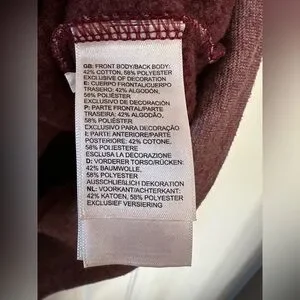 GB: FRONT BODY/BACK BODY:
42% COTTON, 58% POLYESTER
EXCLUSIVE OF DECORATION
E: CUERPO FRONTAL/CUERPO
TRASERO: 42% ALGODÓN,
58% POLIÉSTER
EXCLUSIVO DE DECORACIÓN
P: PARTE FRONTAL/PARTE
TRASEIRA: 42% ALGODÃO,
58% POLIÉSTER
EXCLUSIVO PARA DECORAÇÃO
I: PARTE ANTERIORE/PARTE
POSTERIORE: 42% COTONE,
58% POLIESTERE
ESCLUSA LA DECORAZIONE
D: VORDERER TORSO/RÜCKEN:
42% BAUMWOLLE,
58% POLYESTER
AUSSCHLIEßLICH DEKORATION
NL: VOORKANT/ACHTERKANT:
42% KATOEN, 58% POLYESTER
EXCLUSIEF VERSIERING